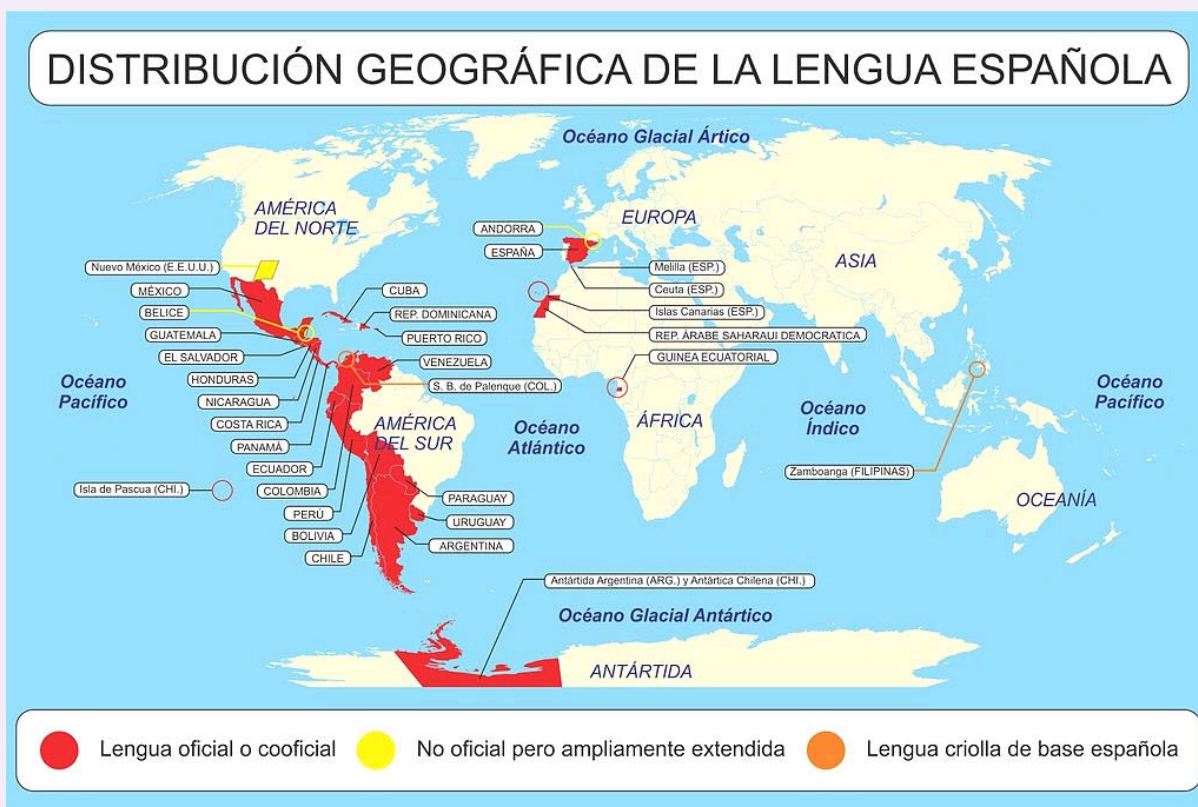 DISTRIBUCIÓN GEOGRÁFICA DE LA LENGUA ESPAÑOLA
Océano Glacial Ártico
AMÉRICA
DEL NORTE
EUROPA
ASIA
ANDORRA
ESPAÑA
Melilla (ESP.)
Ceuta (ESP.)
Islas Canarias (ESP.)
REP. ÁRABE SAHARAUI DEMOCRATICA
GUINEA ECUATORIAL
Nuevo México (E.E.U.U.)
MÉXICO
BELICE
GUATEMALA
EL SALVADOR
HONDURAS
NICARAGUA
COSTA RICA
PANAMÁ
ECUADOR
COLOMBIA
PERÚ
BOLIVIA
CHILE
CUBA
REP. DOMINICANA
PUERTO RICO
VENEZUELA
S. B. de Palenque (COL.)
Océano
Pacífico
AMÉRICA
DEL SUR
Océano
Atlántico
ÁFRICA
Océano
Índico
Océano
Pacífico
Zamboanga (FILIPINAS)
OCEANÍA
Isla de Pascua (CHI.)
PARAGUAY
URUGUAY
ARGENTINA
Antártida Argentina (ARG.) y Antártica Chilena (CHI.)
Océano Glacial Antártico
ANTÁRTIDA
Lengua oficial o cooficial
No oficial pero ampliamente extendida
Lengua criolla de base española